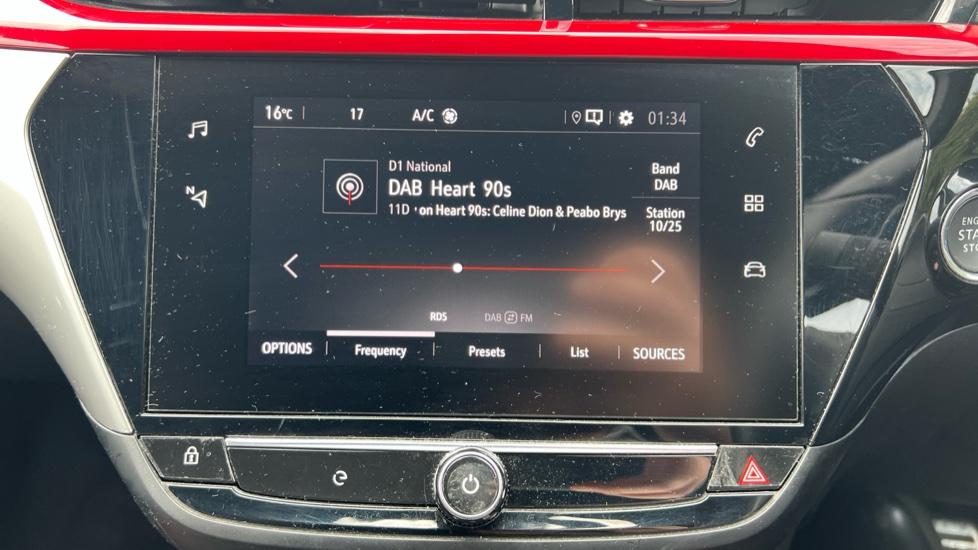 16°C 17 A/C 01:34
D1 National
DAB Heart 90s
11D on Heart 90s: Celine Dion & Peabo Brys
Band
DAB
Station
10/25
N
RDS DAB FM
OPTIONS Frequency Presets List SOURCES